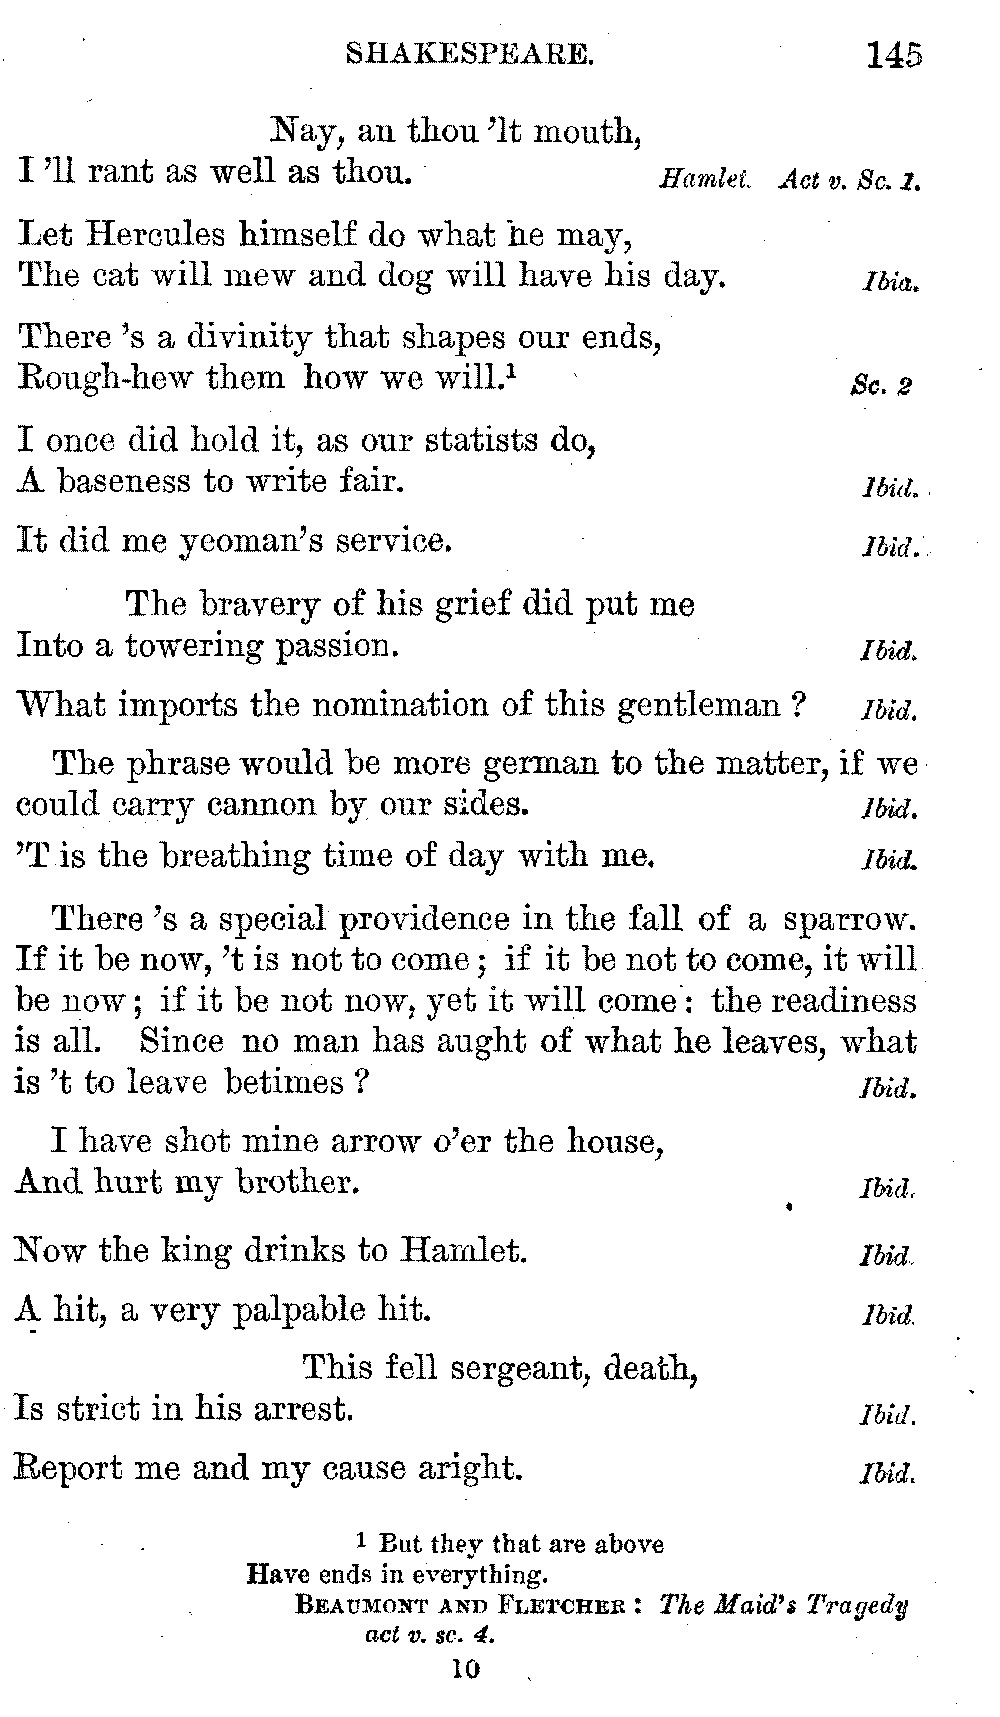 SHAKESPEARE. 145
Nay, an thou 'lt mouth,
I 'll rant as well as thou. Hamlet. Act v. Sc. 1.
Let Hercules himself do what he may,
The cat will mew and dog will have his day. Ibid.
There 's a divinity that shapes our ends,
Rough-hew them how we will.¹ Sc. 2
I once did hold it, as our statists do,
A baseness to write fair. Ibid.
It did me yeoman's service. Ibid.
The bravery of his grief did put me
Into a towering passion. Ibid.
What imports the nomination of this gentleman ? Ibid.
The phrase would be more german to the matter, if we
could carry cannon by our sides. Ibid.
'T is the breathing time of day with me. Ibid.
There 's a special providence in the fall of a sparrow.
If it be now, 't is not to come ; if it be not to come, it will
be now ; if it be not now, yet it will come : the readiness
is all. Since no man has aught of what he leaves, what
is 't to leave betimes ? Ibid.
I have shot mine arrow o'er the house,
And hurt my brother. Ibid.
Now the king drinks to Hamlet. Ibid.
A hit, a very palpable hit. Ibid.
This fell sergeant, death,
Is strict in his arrest. Ibid.
Report me and my cause aright. Ibid.
1 But they that are above
Have ends in everything.
BEAUMONT AND FLETCHER : The Maid's Tragedy
act v. sc. 4.
10